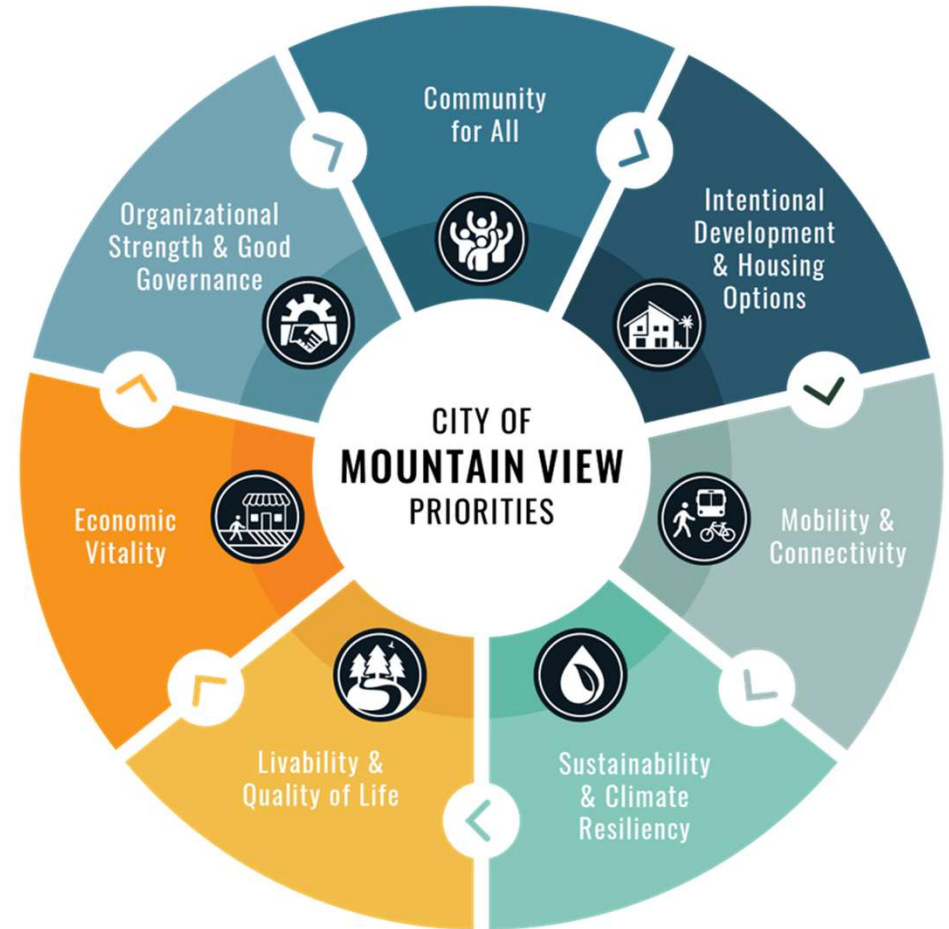 CITY OF
MOUNTAIN VIEW
PRIORITIES
Community
for All
Intentional
Development
& Housing
Options
Mobility &
Connectivity
Sustainability
& Climate
Resiliency
Livability &
Quality of Life
Economic
Vitality
Organizational
Strength & Good
Governance